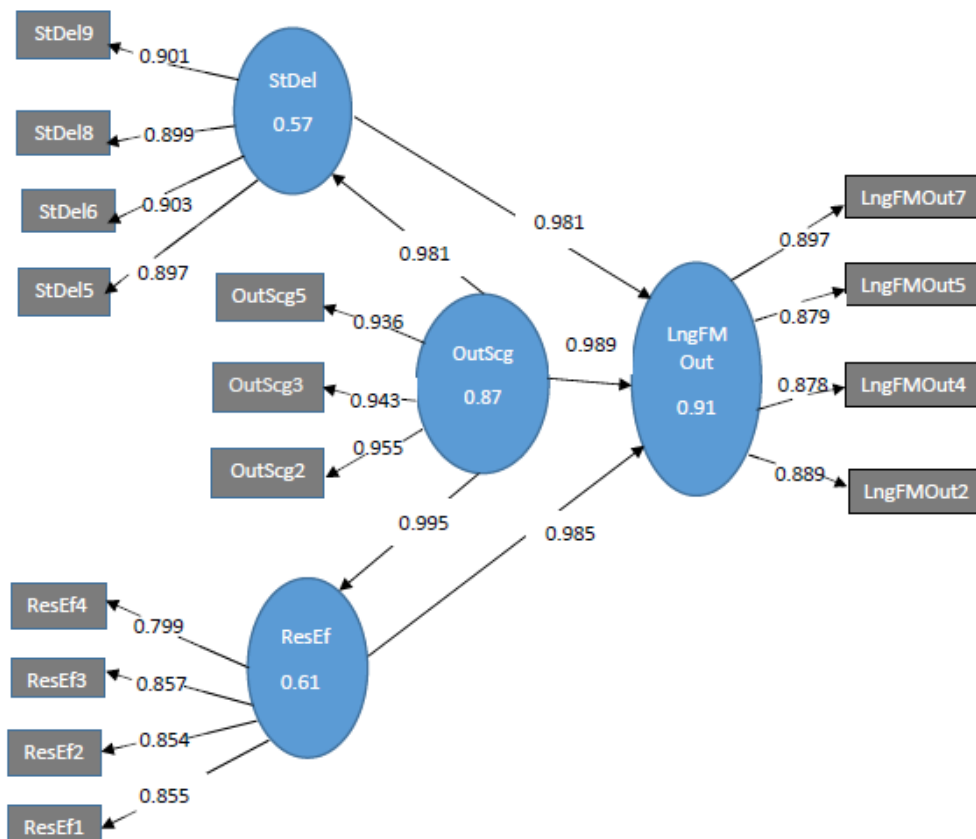 StDel9
0.901
StDel
0.57
StDel8
0.899
StDel6
0.903
StDel5
0.897
0.981
0.981
LngFMOut7
0.897
LngFMOut5
0.879
OutScg5
0.936
OutScg
0.87
0.989
LngFM
Out
0.91
OutScg3
0.943
0.878
LngFMOut4
OutScg2
0.955
0.889
LngFMOut2
0.995
0.985
ResEf4
0.799
ResEf
0.61
ResEf3
0.857
ResEf2
0.854
ResEf1
0.855